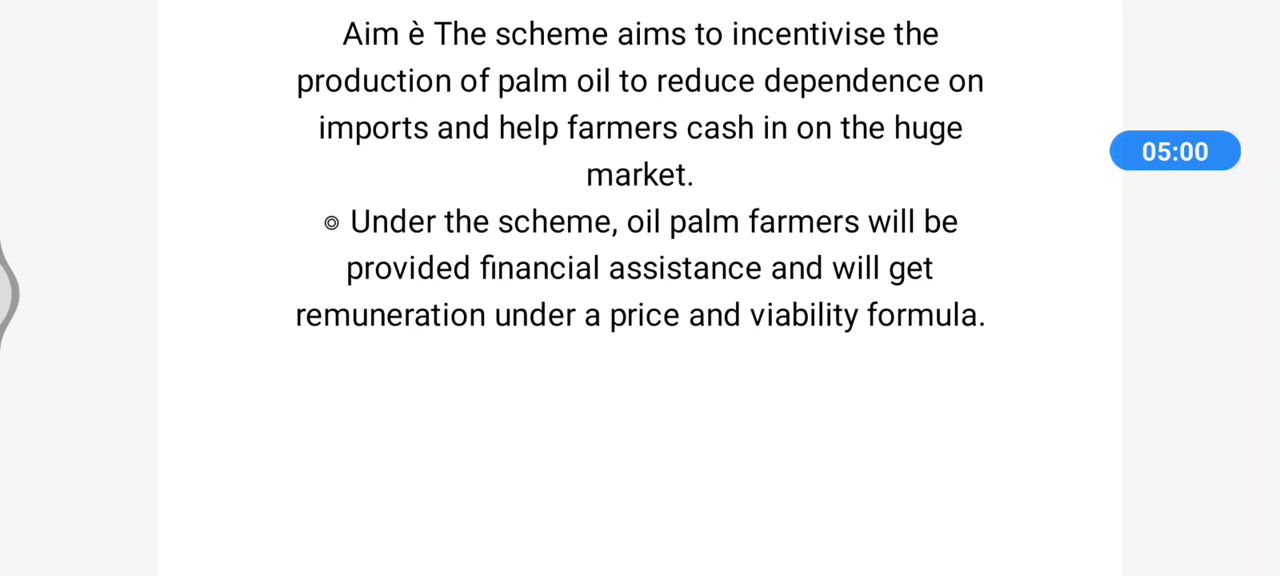 Aim è The scheme aims to incentivise the
production of palm oil to reduce dependence on
imports and help farmers cash in on the huge
market.
◎ Under the scheme, oil palm farmers will be
provided financial assistance and will get
remuneration under a price and viability formula.
05:00